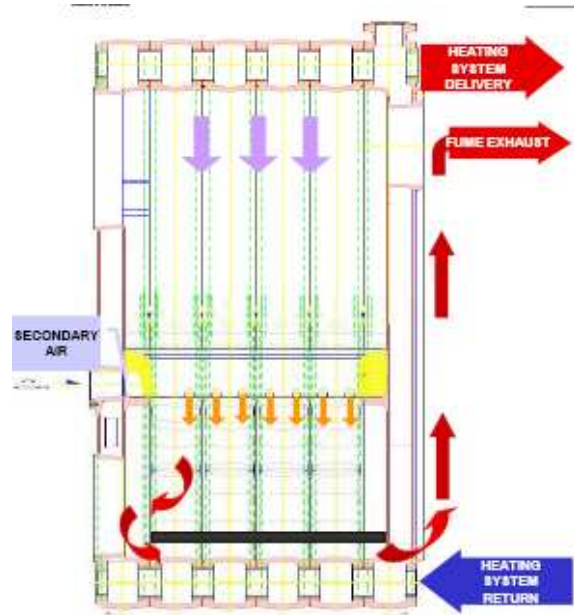 HEATING
SYSTEM
DELIVERY
FUME EXHAUST
SECONDARY
AIR
HEATING
SYSTEM
RETURN